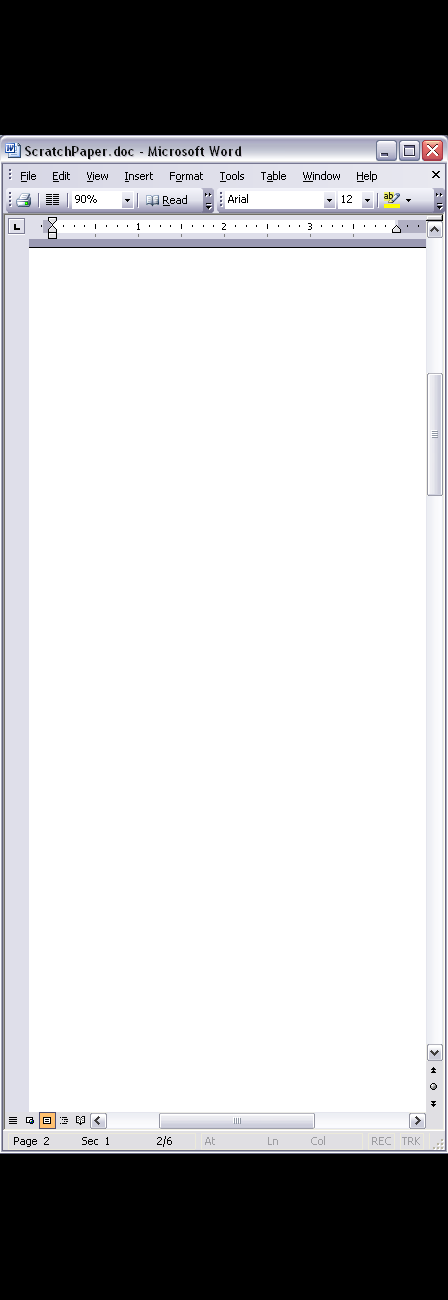 ScratchPaper.doc - Microsoft Word
File Edit View Insert Format Tools Table Window Help
90% Read Arial 12 ab
1 2 3
Page 2 Sec 1 2/6 At Ln Col REC TRK